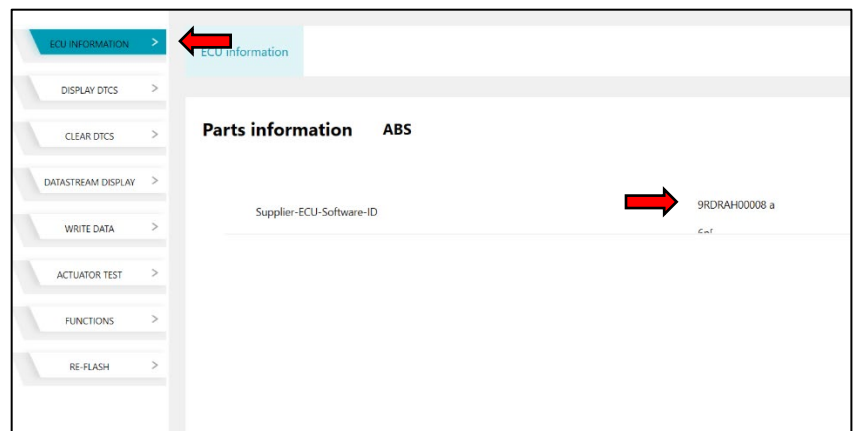 ECU INFORMATION >
DISPLAY DTCS >
CLEAR DTCS >
DATASTREAM DISPLAY >
WRITE DATA >
ACTUATOR TEST >
FUNCTIONS >
RE-FLASH >
ECU information
Parts information ABS
Supplier-ECU-Software-ID
9RDRAH00008 a